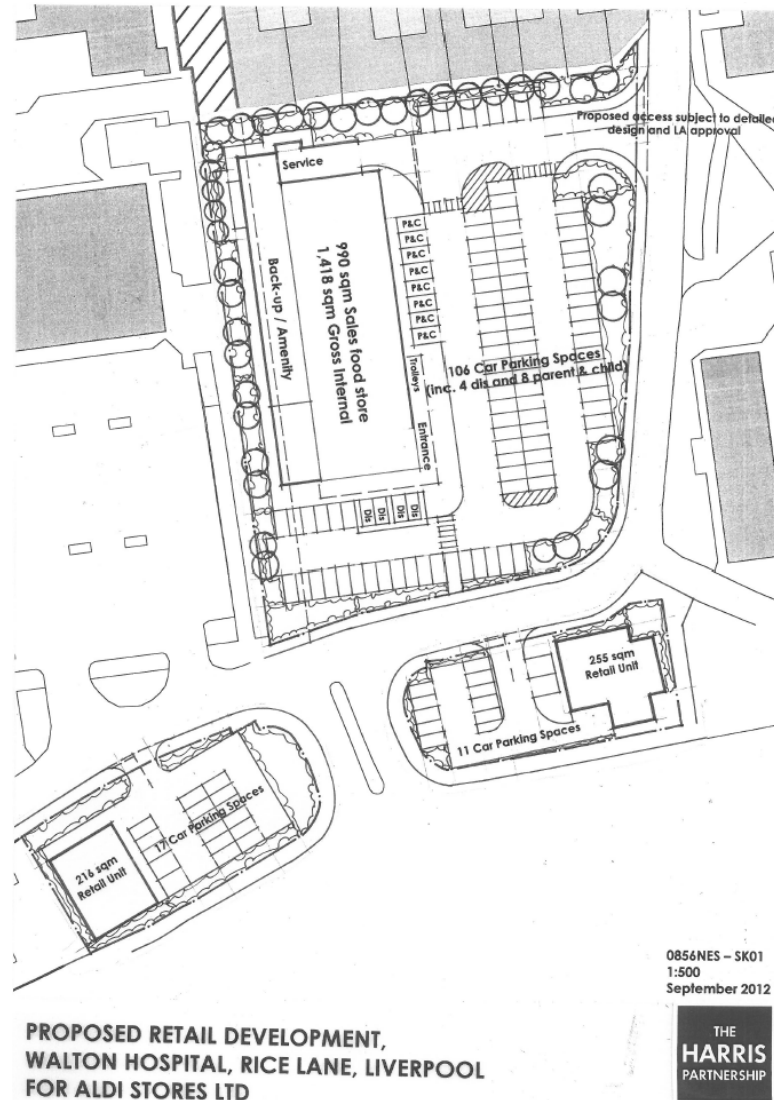 Proposed access subject to detailed
design and LA approval
Service
P&C
P&C
P&C
P&C
P&C
P&C
P&C
P&C
990 sqm Sales food store
1,418 sqm Gross Internal
Back-up / Amenity
106 Car Parking Spaces
(inc. 4 dis and 8 parent & child)
Trolleys
Entrance
Dis
Dis
Dis
Dis
255 sqm
Retail Unit
11 Car Parking Spaces
17 Car Parking Spaces
216 sqm
Retail Unit
0856NES – SK01
1:500
September 2012
PROPOSED RETAIL DEVELOPMENT,
WALTON HOSPITAL, RICE LANE, LIVERPOOL
FOR ALDI STORES LTD
THE
HARRIS
PARTNERSHIP